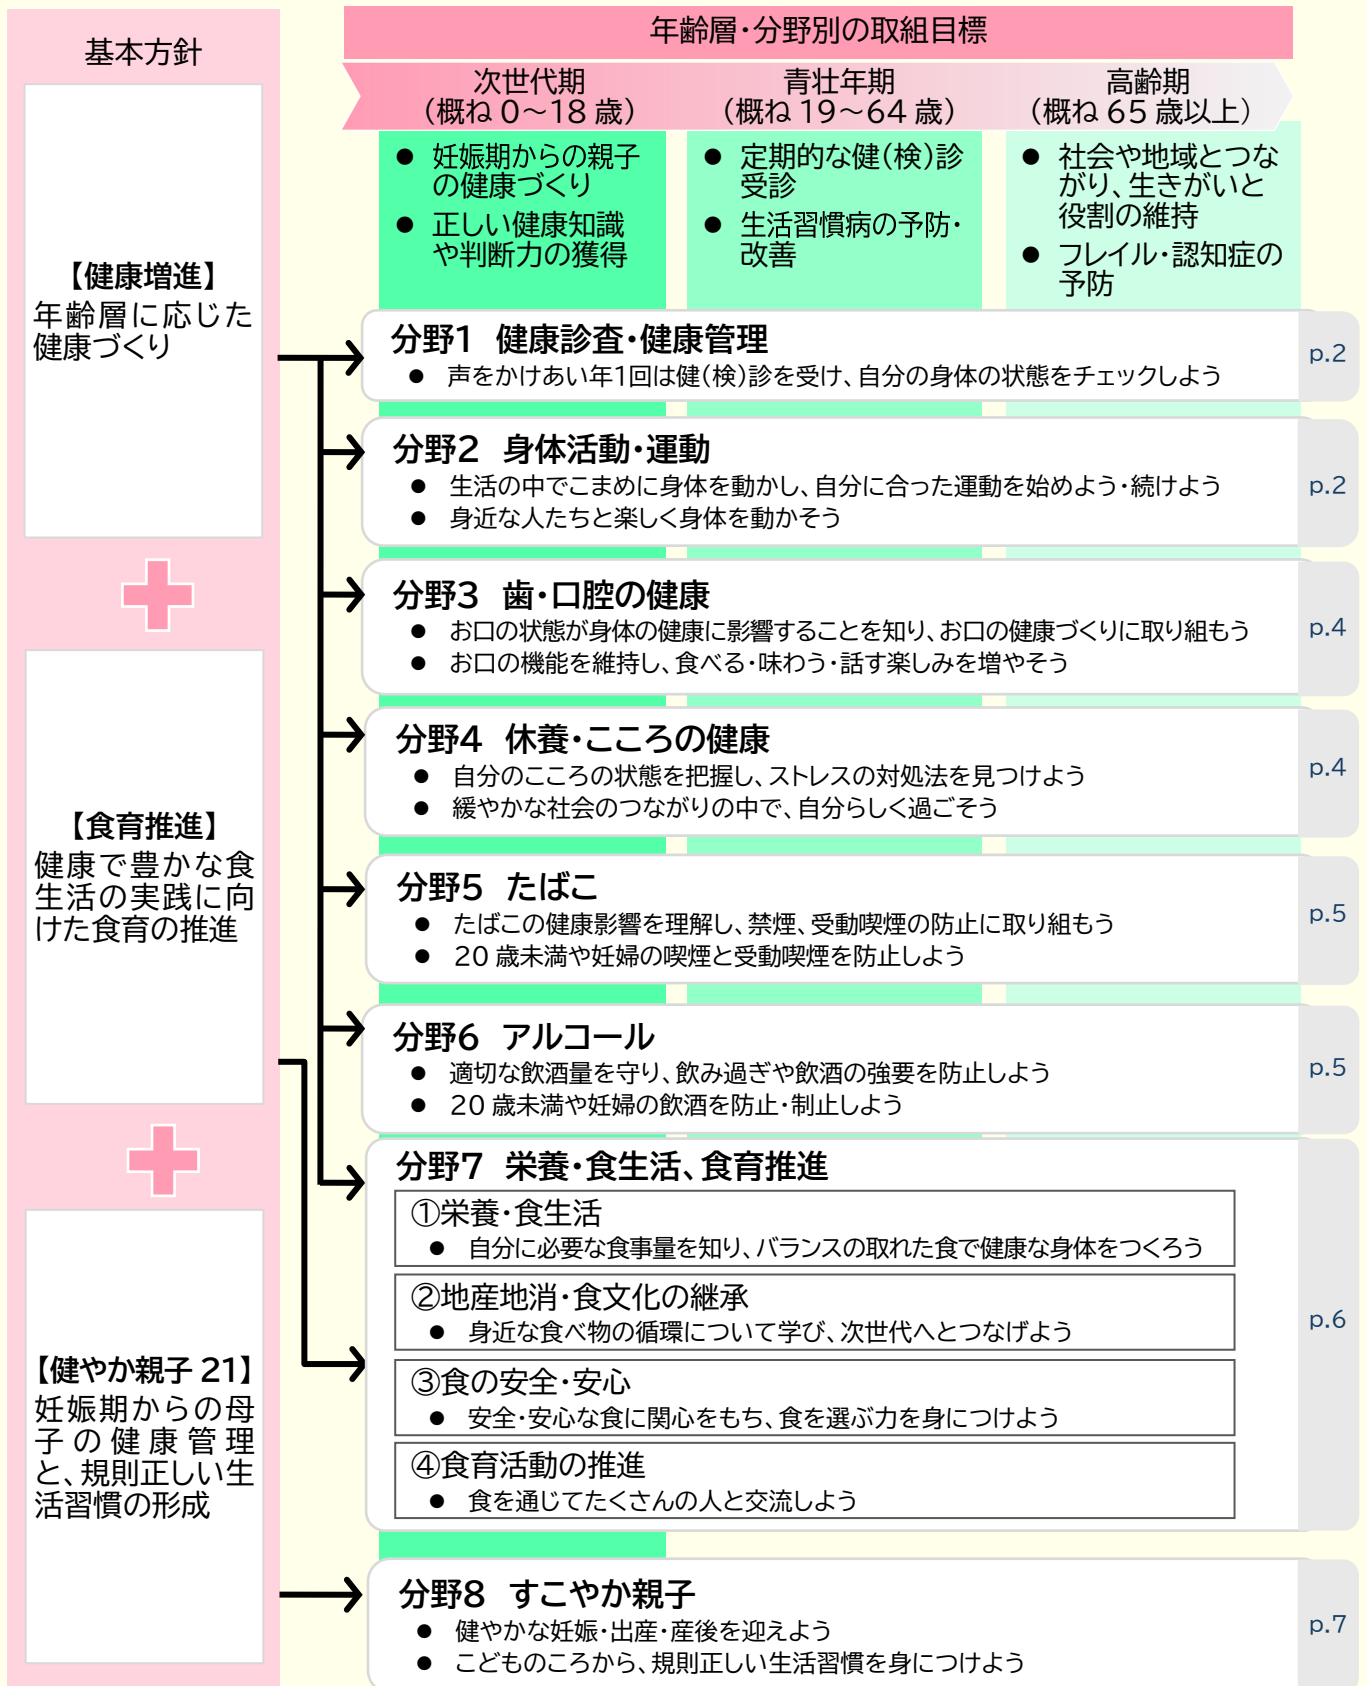 基本方針
【健康増進】
年齢層に応じた
健康づくり
【食育推進】
健康で豊かな食
生活の実践に向
けた食育の推進
【健やか親子 21】
妊娠期からの母
子の健康管理
と、規則正しい生
活習慣の形成
年齢層・分野別の取組目標
次世代期
（概ね 0～18 歳）
青壮年期
（概ね 19～64 歳）
高齢期
（概ね 65 歳以上）
● 妊娠期からの親子
の健康づくり
● 正しい健康知識
や判断力の獲得
● 定期的な健（検）診
受診
● 生活習慣病の予防・
改善
● 社会や地域とつな
がり、生きがいと
役割の維持
● フレイル・認知症の
予防
分野1 健康診査・健康管理
● 声をかけあい年1回は健（検）診を受け、自分の身体の状態をチェックしよう
p.2
分野2 身体活動・運動
● 生活の中でこまめに身体を動かし、自分に合った運動を始めよう・続けよう
● 身近な人たちと楽しく身体を動かそう
p.2
分野3 歯・口腔の健康
● お口の状態が身体の健康に影響することを知り、お口の健康づくりに取り組もう
● お口の機能を維持し、食べる・味わう・話す楽しみを増やそう
p.4
分野4 休養・こころの健康
● 自分のこころの状態を把握し、ストレスの対処法を見つけよう
● 緩やかな社会のつながりの中で、自分らしく過ごそう
p.4
分野5 たばこ
● たばこの健康影響を理解し、禁煙、受動喫煙の防止に取り組もう
● 20 歳未満や妊婦の喫煙と受動喫煙を防止しよう
p.5
分野6 アルコール
● 適切な飲酒量を守り、飲み過ぎや飲酒の強要を防止しよう
● 20 歳未満や妊婦の飲酒を防止・制止しよう
p.5
分野7 栄養・食生活、食育推進
①栄養・食生活
● 自分に必要な食事量を知り、バランスの取れた食で健康な身体をつくろう
②地産地消・食文化の継承
● 身近な食べ物の循環について学び、次世代へとつなげよう
③食の安全・安心
● 安全・安心な食に関心をもち、食を選ぶ力を身につけよう
④食育活動の推進
● 食を通じてたくさんの人と交流しよう
p.6
分野8 すこやか親子
● 健やかな妊娠・出産・産後を迎えよう
● こどものころから、規則正しい生活習慣を身につけよう
p.7